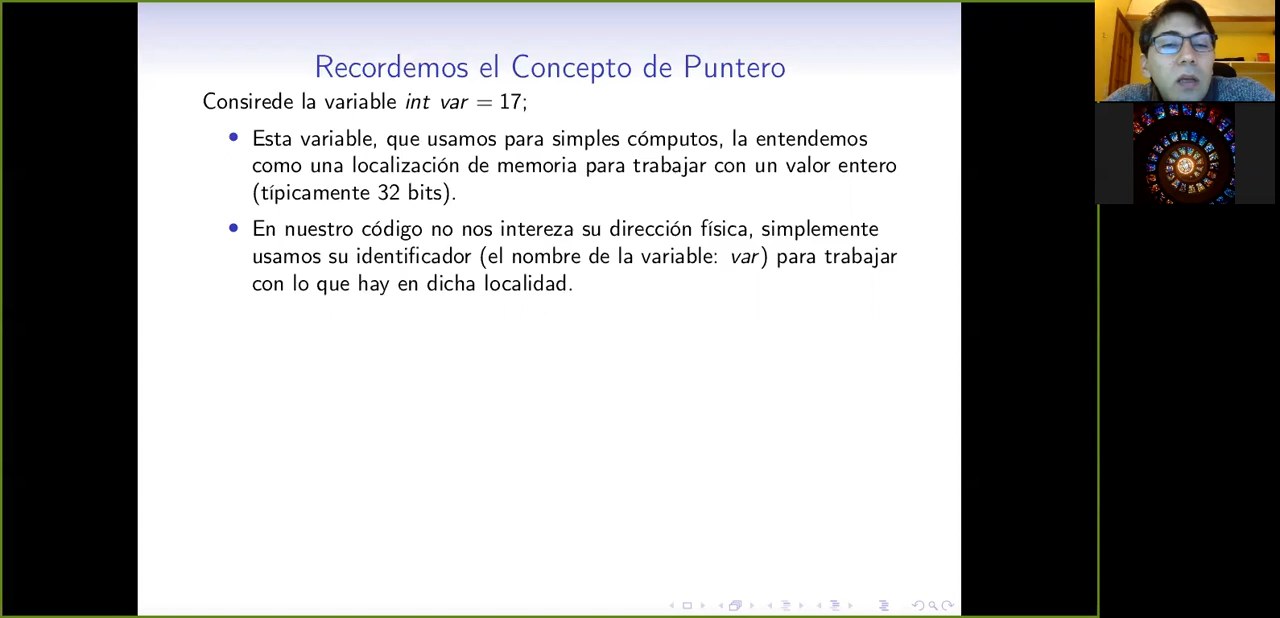 Recordemos el Concepto de Puntero
Consirede la variable int var = 17;
• Esta variable, que usamos para simples cómputos, la entendemos
como una localización de memoria para trabajar con un valor entero
(típicamente 32 bits).
• En nuestro código no nos intereza su dirección física, simplemente
usamos su identificador (el nombre de la variable: var) para trabajar
con lo que hay en dicha localidad.